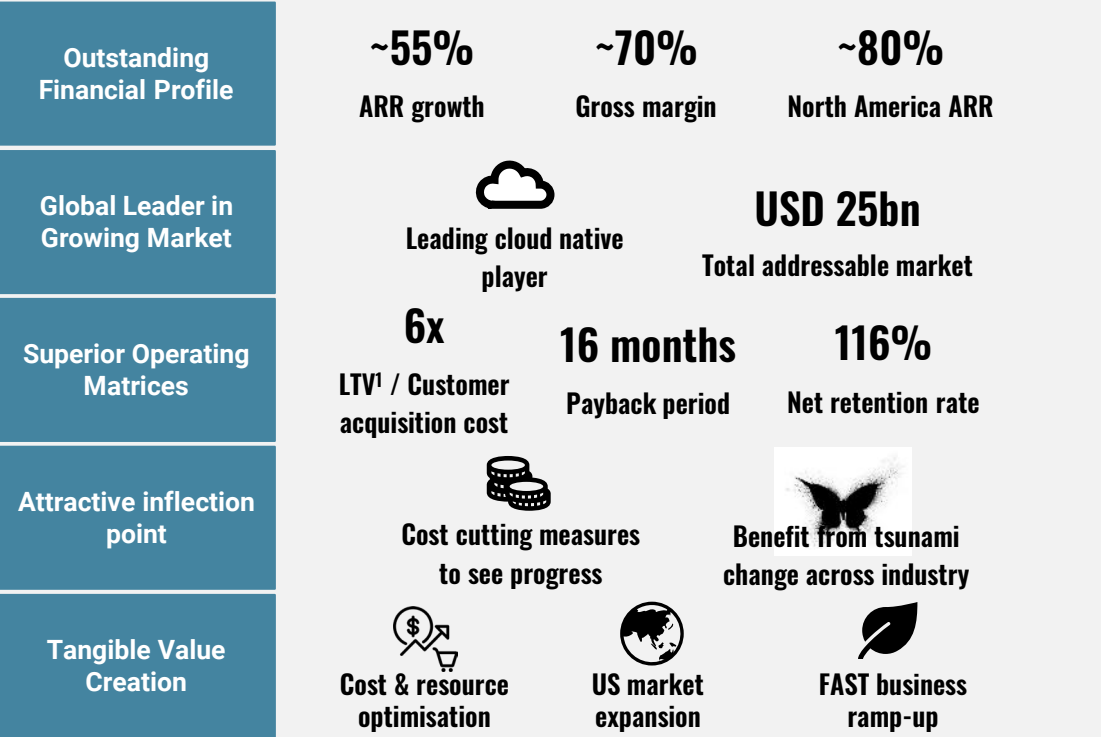 Outstanding
Financial Profile
~55%
ARR growth
~70%
Gross margin
~80%
North America ARR
Global Leader in
Growing Market
Leading cloud native
player
USD 25bn
Total addressable market
Superior Operating
Matrices
6x
LTV¹ / Customer
acquisition cost
16 months
Payback period
116%
Net retention rate
Attractive inflection
point
Cost cutting measures
to see progress
Benefit from tsunami
change across industry
Tangible Value
Creation
$
Cost & resource
optimisation
US market
expansion
FAST business
ramp-up